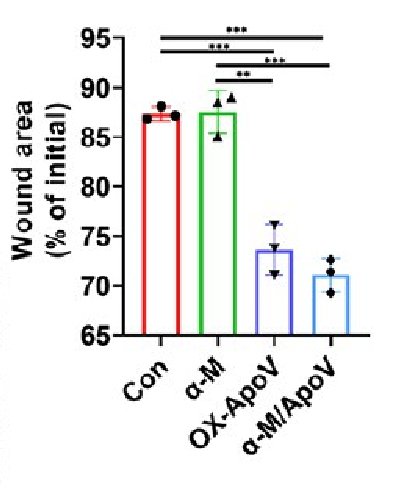 Wound area
(% of initial)
95
90
85
80
75
70
65
***
***
***
**
Con
α-M
OX-ApoV
α-M/ApoV